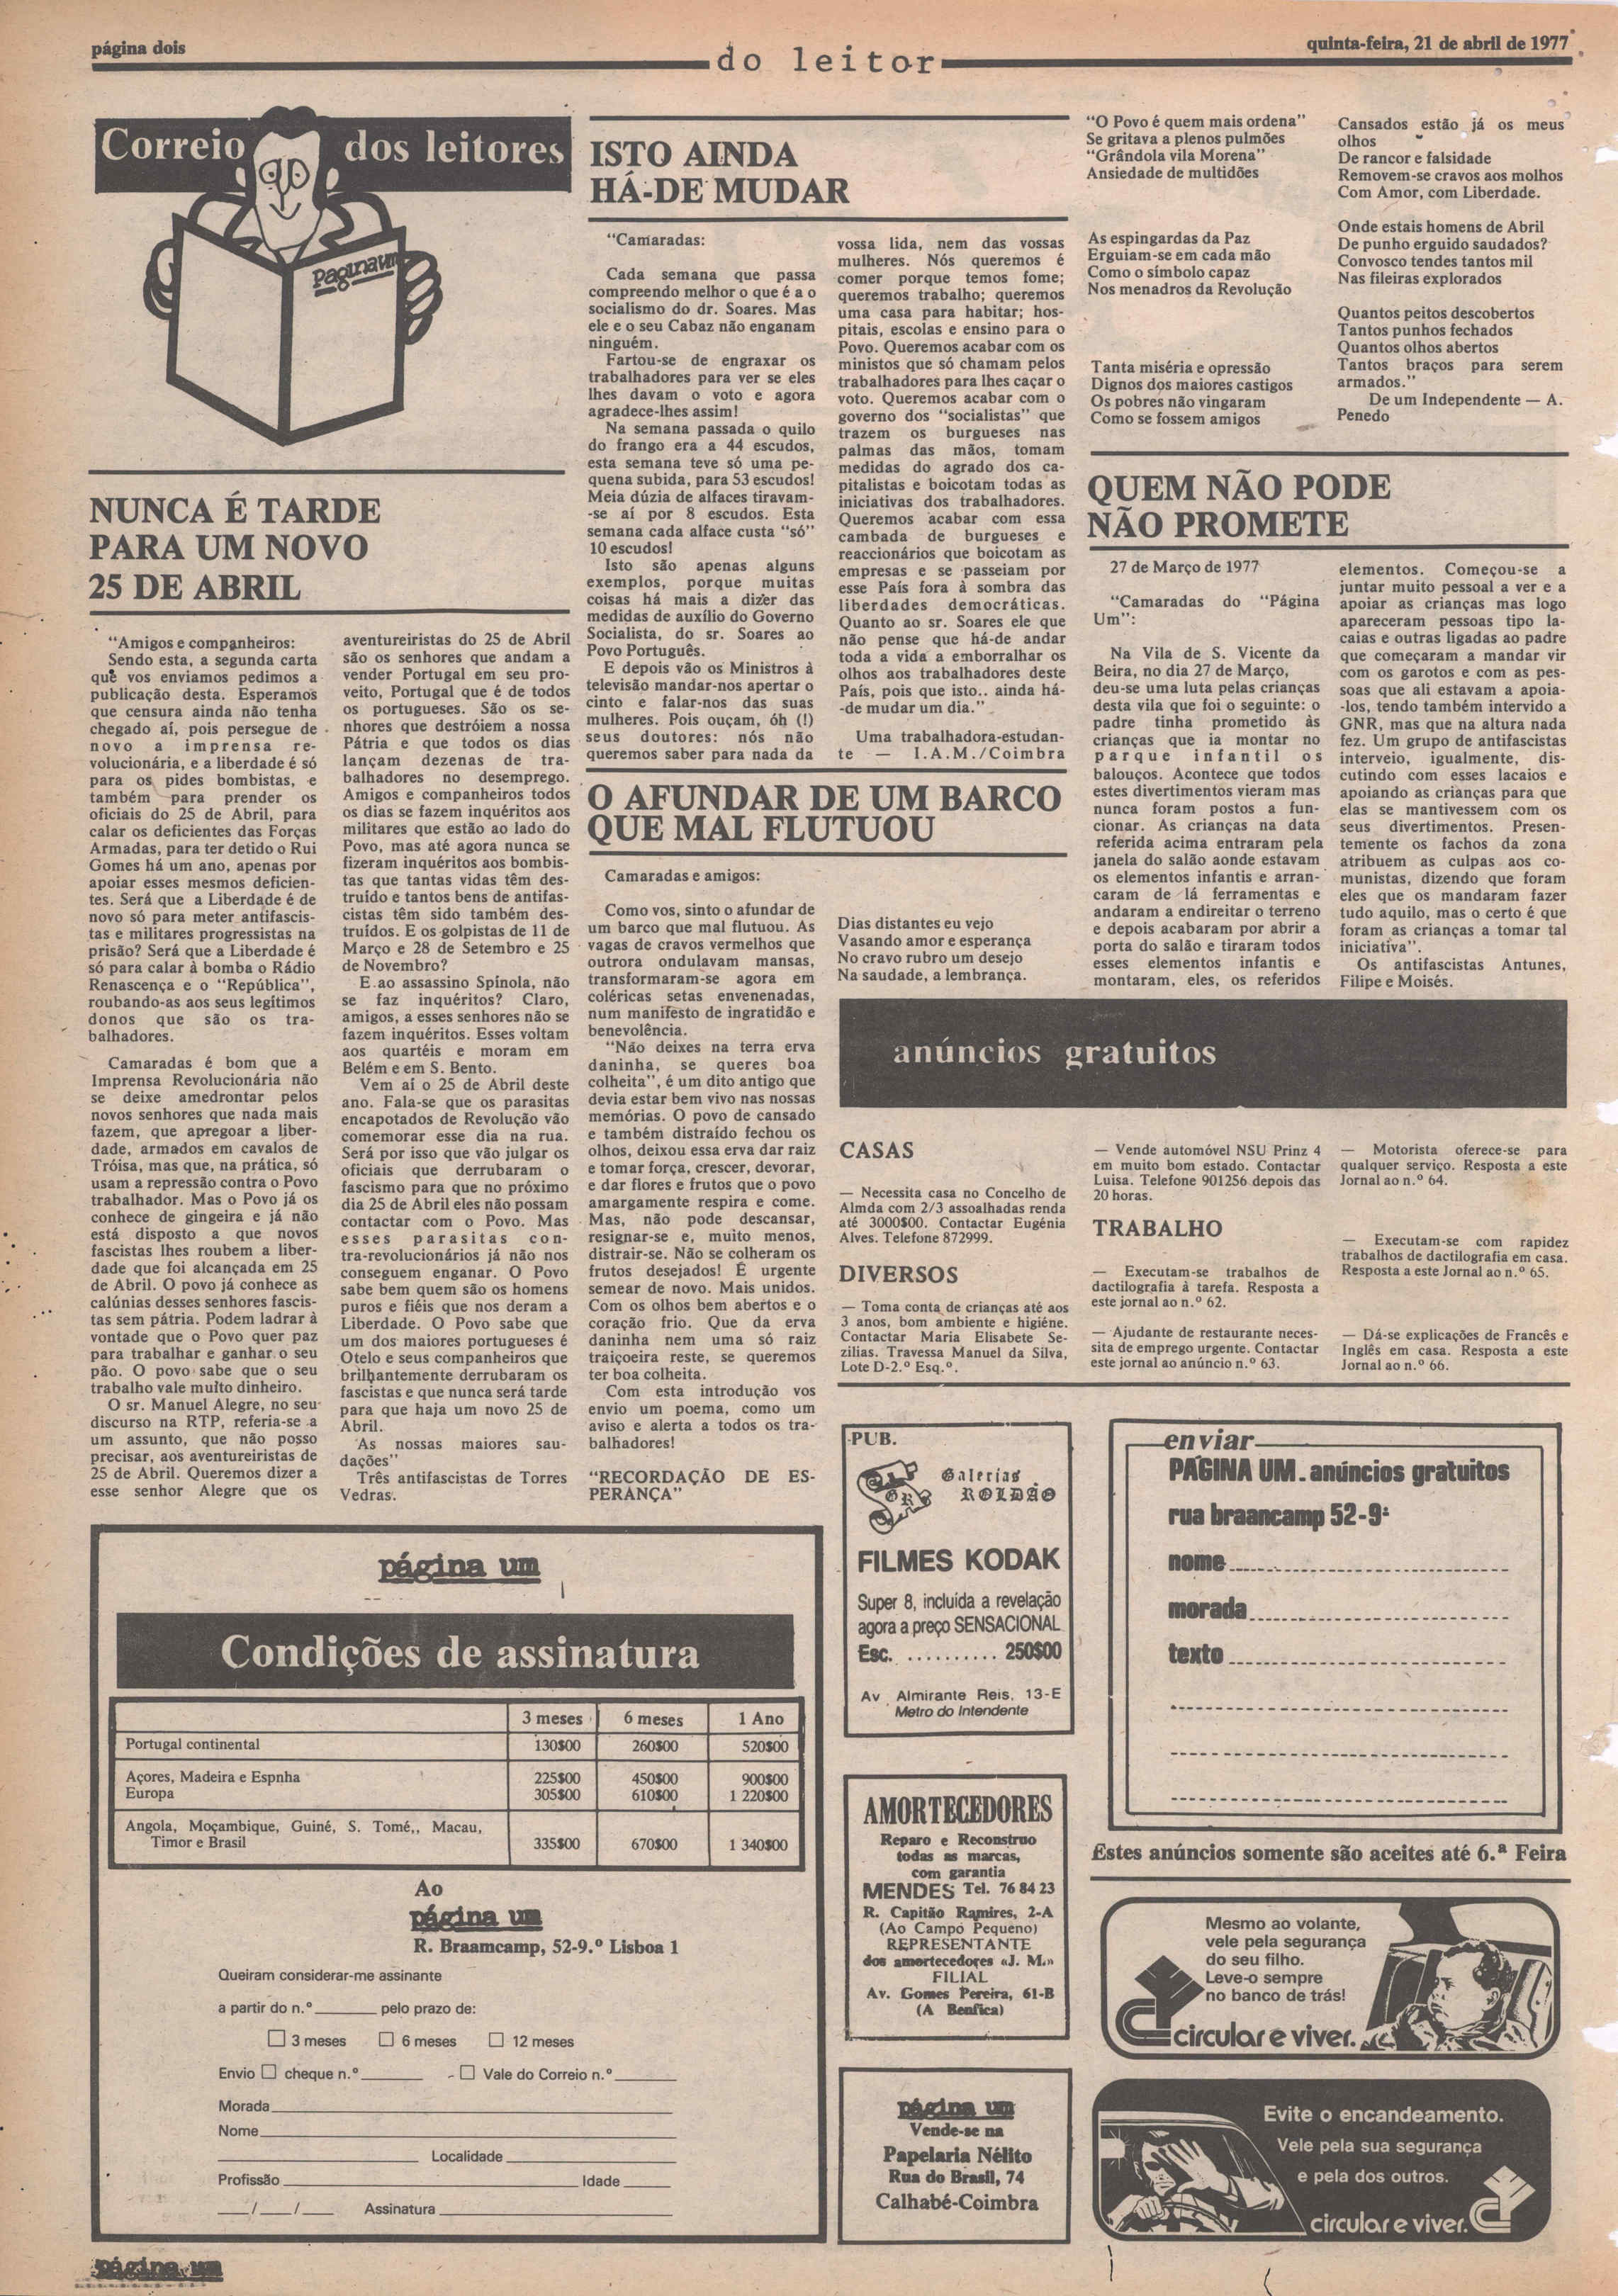 página dois
do leitor
quinta-feira, 21 de abril de 1977
Correio dos leitores
Paginaum
NUNCA É TARDE
PARA UM NOVO
25 DE ABRIL
"Amigos e companheiros:
Sendo esta, a segunda carta
que vos enviamos pedimos a
publicação desta. Esperamos
que censura ainda não tenha
chegado aí, pois persegue de
novo a imprensa re-
volucionária, e a liberdade é só
para os pides bombistas, e
também para prender os
oficiais do 25 de Abril, para
calar os deficientes das Forças
Armadas, para ter detido o Rui
Gomes há um ano, apenas por
apoiar esses mesmos deficien-
tes. Será que a Liberdade é de
novo só para meter antifascis-
tas e militares progressistas na
prisão? Será que a Liberdade é
só para calar à bomba o Rádio
Renascença e o "República",
roubando-as aos seus legítimos
donos que são os tra-
balhadores.
Camaradas é bom que a
Imprensa Revolucionária não
se deixe amedrontar pelos
novos senhores que nada mais
fazem, que apregoar a liber-
dade, armados em cavalos de
Tróisa, mas que, na prática, só
usam a repressão contra o Povo
trabalhador. Mas o Povo já os
conhece de gingeira e já não
está disposto a que novos
fascistas lhes roubem a liber-
dade que foi alcançada em 25
de Abril. O povo já conhece as
calúnias desses senhores fascis-
tas sem pátria. Podem ladrar à
vontade que o Povo quer paz
para trabalhar e ganhar o seu
pão. O povo sabe que o seu
trabalho vale muito dinheiro.
O sr. Manuel Alegre, no seu
discurso na RTP, referia-se a
um assunto, que não posso
precisar, aos aventureiristas de
25 de Abril. Queremos dizer a
esse senhor Alegre que os
aventureiristas do 25 de Abril
são os senhores que andam a
vender Portugal em seu pro-
veito, Portugal que é de todos
os portugueses. São os se-
nhores que destróiem a nossa
Pátria e que todos os dias
lançam dezenas de tra-
balhadores no desemprego.
Amigos e companheiros todos
os dias se fazem inquéritos aos
militares que estão ao lado do
Povo, mas até agora nunca se
fizeram inquéritos aos bombis-
tas que tantas vidas têm des-
truído e tantos bens de antifas-
cistas têm sido também des-
truídos. E os golpistas de 11 de
Março e 28 de Setembro e 25
de Novembro?
E ao assassino Spínola, não
se faz inquéritos? Claro,
amigos, a esses senhores não se
fazem inquéritos. Esses voltam
aos quartéis e moram em
Belém e em S. Bento.
Vem aí o 25 de Abril deste
ano. Fala-se que os parasitas
encapotados de Revolução vão
comemorar esse dia na rua.
Será por isso que vão julgar os
oficiais que derrubaram o
fascismo para que no próximo
dia 25 de Abril eles não possam
contactar com o Povo. Mas
esses parasitas con-
tra-revolucionários já não nos
conseguem enganar. O Povo
sabe bem quem são os homens
puros e fiéis que nos deram a
Liberdade. O Povo sabe que
um dos maiores portugueses é
Otelo e seus companheiros que
brilhantemente derrubaram os
fascistas e que nunca será tarde
para que haja um novo 25 de
Abril.
As nossas maiores sau-
dações"
Três antifascistas de Torres
Vedras.
ISTO AINDA
HÁ-DE MUDAR
"Camaradas:
Cada semana que passa
compreendo melhor o que é a o
socialismo do dr. Soares. Mas
ele e o seu Cabaz não enganam
ninguém.
Fartou-se de engraxar os
trabalhadores para ver se eles
lhes davam o voto e agora
agradece-lhes assim!
Na semana passada o quilo
do frango era a 44 escudos,
esta semana teve só uma pe-
quena subida, para 53 escudos!
Meia dúzia de alfaces tiravam-
-se aí por 8 escudos. Esta
semana cada alface custa "só"
10 escudos!
Isto são apenas alguns
exemplos, porque muitas
coisas há mais a dizer das
medidas de auxílio do Governo
Socialista, do sr. Soares ao
Povo Português.
E depois vão os Ministros à
televisão mandar-nos apertar o
cinto e falar-nos das suas
mulheres. Pois ouçam, óh (!)
seus doutores: nós não
queremos saber para nada da
vossa lida, nem das vossas
mulheres. Nós queremos é
comer porque temos fome;
queremos trabalho; queremos
uma casa para habitar; hos-
pitais, escolas e ensino para o
Povo. Queremos acabar com os
ministos que só chamam pelos
trabalhadores para lhes caçar o
voto. Queremos acabar com o
governo dos "socialistas" que
trazem os burgueses nas
palmas das mãos, tomam
medidas do agrado dos ca-
pitalistas e boicotam todas as
iniciativas dos trabalhadores.
Queremos acabar com essa
cambada de burgueses e
reaccionários que boicotam as
empresas e se passeiam por
esse País fora à sombra das
liberdades democráticas.
Quanto ao sr. Soares ele que
não pense que há-de andar
toda a vida a emborralhar os
olhos aos trabalhadores deste
País, pois que isto.. ainda há-
-de mudar um dia."
Uma trabalhadora-estudan-
te — I.A.M./Coimbra
O AFUNDAR DE UM BARCO
QUE MAL FLUTUOU
Camaradas e amigos:
Como vos, sinto o afundar de
um barco que mal flutuou. As
vagas de cravos vermelhos que
outrora ondulavam mansas,
transformaram-se agora em
coléricas setas envenenadas,
num manifesto de ingratidão e
benevolência.
"Não deixes na terra erva
daninha, se queres boa
colheita", é um dito antigo que
devia estar bem vivo nas nossas
memórias. O povo de cansado
e também distraído fechou os
olhos, deixou essa erva dar raiz
e tomar força, crescer, devorar,
e dar flores e frutos que o povo
amargamente respira e come.
Mas, não pode descansar,
resignar-se e, muito menos,
distrair-se. Não se colheram os
frutos desejados! É urgente
semear de novo. Mais unidos.
Com os olhos bem abertos e o
coração frio. Que da erva
daninha nem uma só raiz
traiçoeira reste, se queremos
ter boa colheita.
Com esta introdução vos
envio um poema, como um
aviso e alerta a todos os tra-
balhadores!
"RECORDAÇÃO DE ES-
PERANÇA"
Dias distantes eu vejo
Vasando amor e esperança
No cravo rubro um desejo
Na saudade, a lembrança.
"O Povo é quem mais ordena"
Se gritava a plenos pulmões
"Grândola vila Morena"
Ansiedade de multidões
As espingardas da Paz
Erguiam-se em cada mão
Como o símbolo capaz
Nos menadros da Revolução
Tanta miséria e opressão
Dignos dos maiores castigos
Os pobres não vingaram
Como se fossem amigos
Cansados estão já os meus
olhos
De rancor e falsidade
Removem-se cravos aos molhos
Com Amor, com Liberdade.
Onde estais homens de Abril
De punho erguido saudados?
Convosco tendes tantos mil
Nas fileiras explorados
Quantos peitos descobertos
Tantos punhos fechados
Quantos olhos abertos
Tantos braços para serem
armados."
De um Independente — A.
Penedo
QUEM NÃO PODE
NÃO PROMETE
27 de Março de 1977
"Camaradas do "Página
Um":
Na Vila de S. Vicente da
Beira, no dia 27 de Março,
deu-se uma luta pelas crianças
desta vila que foi o seguinte: o
padre tinha prometido às
crianças que ia montar no
parque infantil os
balouços. Acontece que todos
estes divertimentos vieram mas
nunca foram postos a fun-
cionar. As crianças na data
referida acima entraram pela
janela do salão aonde estavam
os elementos infantis e arran-
caram de lá ferramentas e
andaram a endireitar o terreno
e depois acabaram por abrir a
porta do salão e tiraram todos
esses elementos infantis e
montaram, eles, os referidos
elementos. Começou-se a
juntar muito pessoal a ver e a
apoiar as crianças mas logo
apareceram pessoas tipo la-
caias e outras ligadas ao padre
que começaram a mandar vir
com os garotos e com as pes-
soas que ali estavam a apoia-
-los, tendo também intervido a
GNR, mas que na altura nada
fez. Um grupo de antifascistas
interveio, igualmente, dis-
cutindo com esses lacaios e
apoiando as crianças para que
elas se mantivessem com os
seus divertimentos. Presen-
temente os fachos da zona
atribuem as culpas aos co-
munistas, dizendo que foram
eles que os mandaram fazer
tudo aquilo, mas o certo é que
foram as crianças a tomar tal
iniciativa".
Os antifascistas Antunes,
Filipe e Moisés.
anúncios gratuitos
CASAS
— Necessita casa no Concelho de
Almda com 2/3 assoalhadas renda
até 3000$00. Contactar Eugénia
Alves. Telefone 872999.
DIVERSOS
— Toma conta de crianças até aos
3 anos, bom ambiente e higiéne.
Contactar Maria Elisabete Se-
zilias. Travessa Manuel da Silva,
Lote D-2.º Esq.º.
— Vende automóvel NSU Prinz 4
em muito bom estado. Contactar
Luisa. Telefone 901256 depois das
20 horas.
TRABALHO
— Executam-se trabalhos de
dactilografia à tarefa. Resposta a
este jornal ao n.º 62.
— Ajudante de restaurante neces-
sita de emprego urgente. Contactar
este jornal ao anúncio n.º 63.
— Motorista oferece-se para
qualquer serviço. Resposta a este
Jornal ao n.º 64.
— Executam-se com rapidez
trabalhos de dactilografia em casa.
Resposta a este Jornal ao n.º 65.
— Dá-se explicações de Francês e
Inglês em casa. Resposta a este
Jornal ao n.º 66.
página um
Condições de assinatura
3 meses 6 meses 1 Ano
Portugal continental 130$00 260$00 520$00
Açores, Madeira e Espnha 225$00 450$00 900$00
Europa 305$00 610$00 1 220$00
Angola, Moçambique, Guiné, S. Tomé,, Macau,
Timor e Brasil 335$00 670$00 1 340$00
Ao
página um
R. Braamcamp, 52-9.º Lisboa 1
Queiram considerar-me assinante
a partir do n.º pelo prazo de:
3 meses 6 meses 12 meses
Envio cheque n.º - Vale do Correio n.º
Morada
Nome
Localidade
Profissão Idade
/ / Assinatura
página um
PUB.
GR
Galerias
ROLDÃO
FILMES KODAK
Super 8, incluída a revelação
agora a preço SENSACIONAL
Esc. .......... 250$00
Av. Almirante Reis, 13-E
Metro do Intendente
AMORTECEDORES
Reparo e Reconstruo
todas as marcas,
com garantia
MENDES Tel. 76 84 23
R. Capitão Ramires, 2-A
(Ao Campo Pequeno)
REPRESENTANTE
dos amortecedores «J. M.»
FILIAL
Av. Gomes Pereira, 61-B
(A Benfica)
página um
Vende-se na
Papelaria Nélito
Rua do Brasil, 74
Calhabé-Coimbra
enviar
PÁGINA UM - anúncios gratuitos
rua braancamp 52-9º
nome
morada
texto
Estes anúncios somente são aceites até 6.ª Feira
Mesmo ao volante,
vele pela segurança
do seu filho.
Leve-o sempre
no banco de trás!
circular e viver.
Evite o encandeamento.
Vele pela sua segurança
e pela dos outros.
circular e viver.